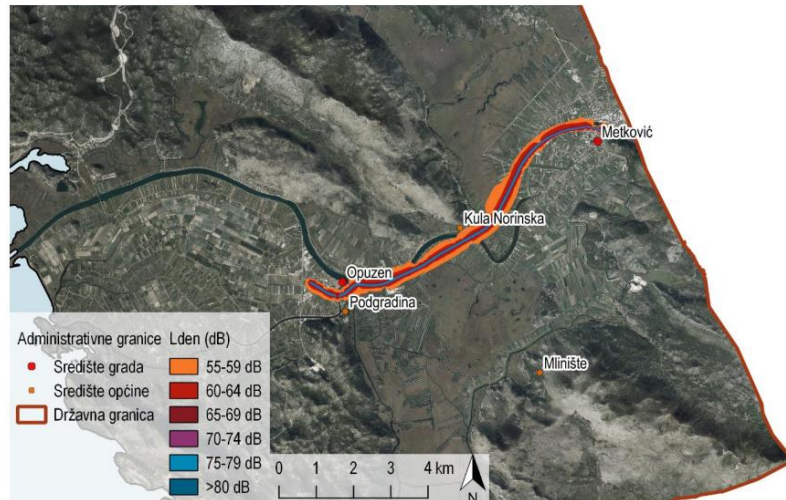 Metković
Kula Norinska
Opuzen
Podgradina
Mlinište
Administrativne granice
Središte grada
Središte općine
Državna granica
Lden (dB)
55-59 dB
60-64 dB
65-69 dB
70-74 dB
75-79 dB
>80 dB
0 1 2 3 4 km
N